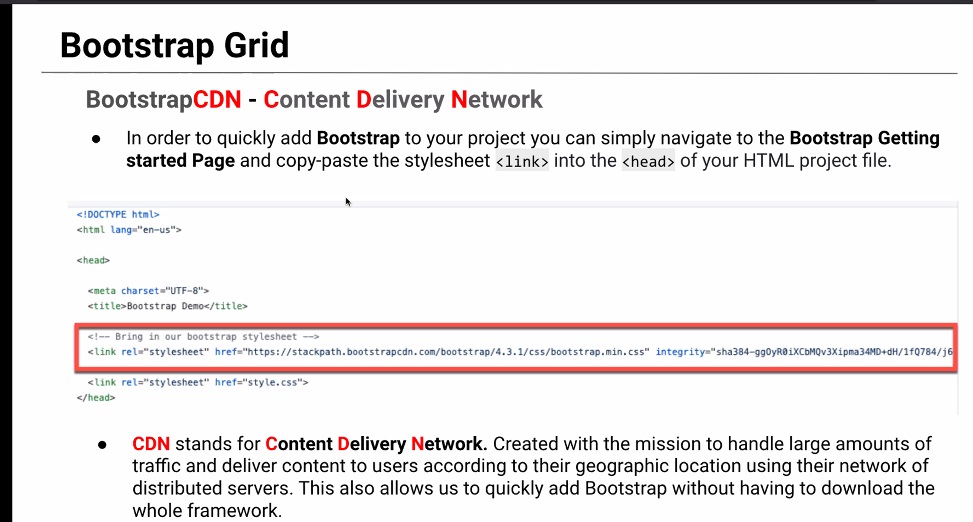 Bootstrap Grid
BootstrapCDN - Content Delivery Network
● In order to quickly add Bootstrap to your project you can simply navigate to the Bootstrap Getting
started Page and copy-paste the stylesheet <link> into the <head> of your HTML project file.
<!DOCTYPE html>
<html lang="en-us">
<head>
<meta charset="UTF-8">
<title>Bootstrap Demo</title>
<!-- Bring in our bootstrap stylesheet -->
<link rel="stylesheet" href="https://stackpath.bootstrapcdn.com/bootstrap/4.3.1/css/bootstrap.min.css" integrity="sha384-ggOyR0iXCbMQv3Xipma34MD+dH/1fQ784/j6
<link rel="stylesheet" href="style.css">
</head>
● CDN stands for Content Delivery Network. Created with the mission to handle large amounts of
traffic and deliver content to users according to their geographic location using their network of
distributed servers. This also allows us to quickly add Bootstrap without having to download the
whole framework.